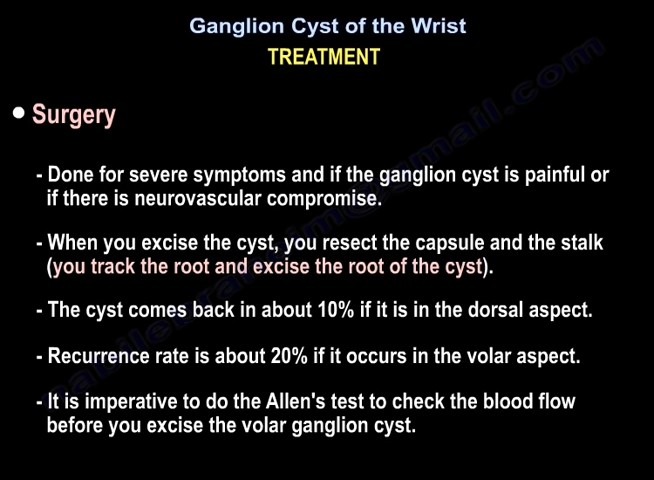 Ganglion Cyst of the Wrist
TREATMENT
• Surgery
- Done for severe symptoms and if the ganglion cyst is painful or
if there is neurovascular compromise.
- When you excise the cyst, you resect the capsule and the stalk
(you track the root and excise the root of the cyst).
- The cyst comes back in about 10% if it is in the dorsal aspect.
- Recurrence rate is about 20% if it occurs in the volar aspect.
- It is imperative to do the Allen's test to check the blood flow
before you excise the volar ganglion cyst.